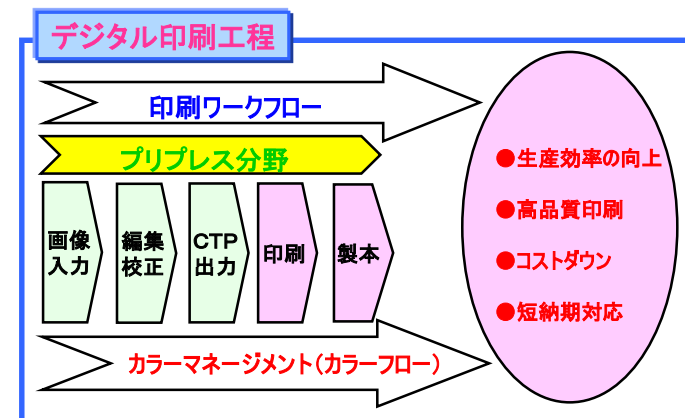 デジタル印刷工程
印刷ワークフロー
プリプレス分野
画像
入力
編集
校正
CTP
出力
印刷
製本
カラーマネージメント(カラーフロー)
●生産効率の向上
●高品質印刷
●コストダウン
●短納期対応